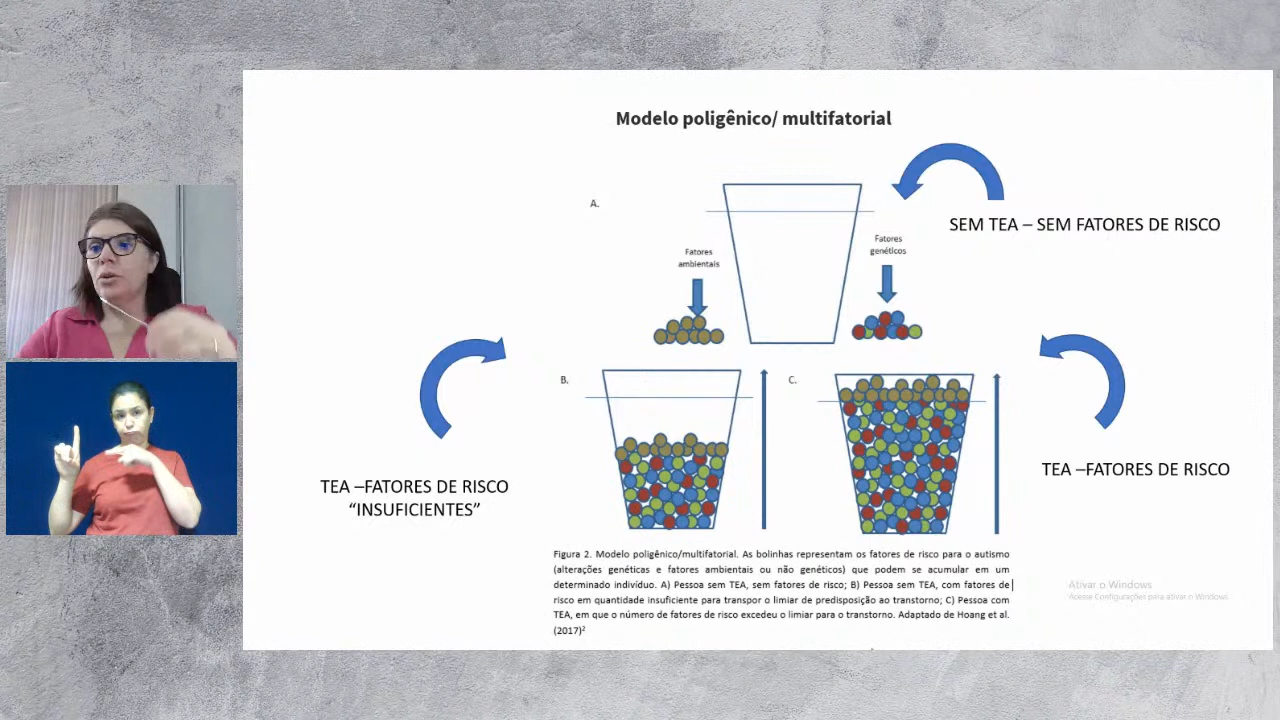 Modelo poligênico/ multifatorial
A.
SEM TEA – SEM FATORES DE RISCO
Fatores
ambientais
Fatores
genéticos
B.
C.
TEA –FATORES DE RISCO
“INSUFICIENTES”
TEA –FATORES DE RISCO
Figura 2. Modelo poligênico/multifatorial. As bolinhas representam os fatores de risco para o autismo
(alterações genéticas e fatores ambientais ou não genéticos) que podem se acumular em um
determinado indivíduo. A) Pessoa sem TEA, sem fatores de risco; B) Pessoa sem TEA, com fatores de
risco em quantidade insuficiente para transpor o limiar de predisposição ao transtorno; C) Pessoa com
TEA, em que o número de fatores de risco excedeu o limiar para o transtorno. Adaptado de Hoang et al.
(2017)²
Ativar o Windows
Acesse Configurações para ativar o Windows.